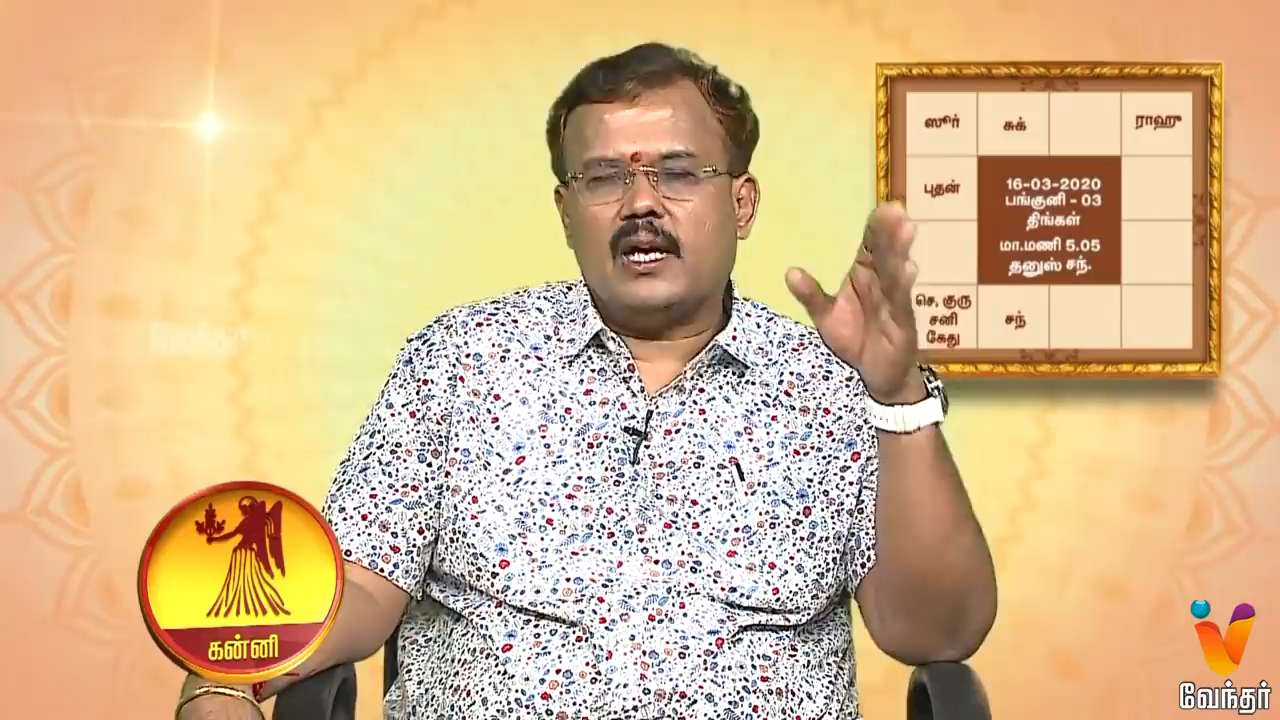 ஸூர்
சுக்
ராஹு
புதன்
16-03-2020
பங்குனி - 03
திங்கள்
மா.மணி 5.05
தனுஸ் சந்.
செ, குரு
சனி
கேது
சந்
கன்னி
வேந்தர்